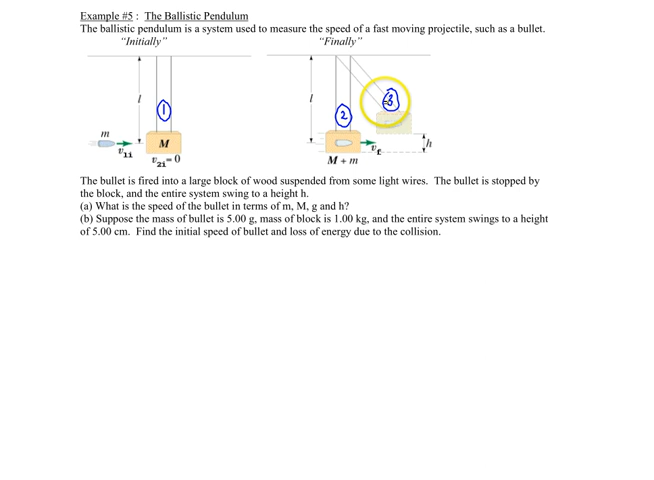 Example #5 : The Ballistic Pendulum
The ballistic pendulum is a system used to measure the speed of a fast moving projectile, such as a bullet.
"Initially" "Finally"
l l
1 2 3
m M v1i v2i = 0
M + m vf h
The bullet is fired into a large block of wood suspended from some light wires. The bullet is stopped by
the block, and the entire system swing to a height h.
(a) What is the speed of the bullet in terms of m, M, g and h?
(b) Suppose the mass of bullet is 5.00 g, mass of block is 1.00 kg, and the entire system swings to a height
of 5.00 cm. Find the initial speed of bullet and loss of energy due to the collision.